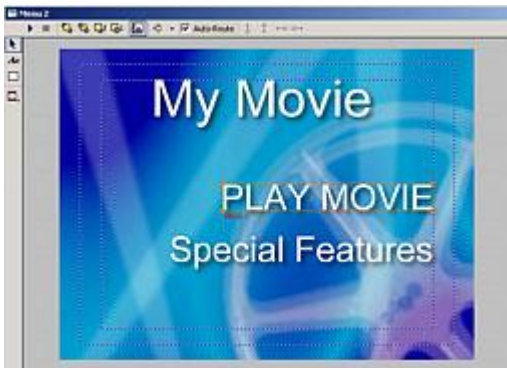 Menu 2
Auto Route
My Movie
PLAY MOVIE
Special Features